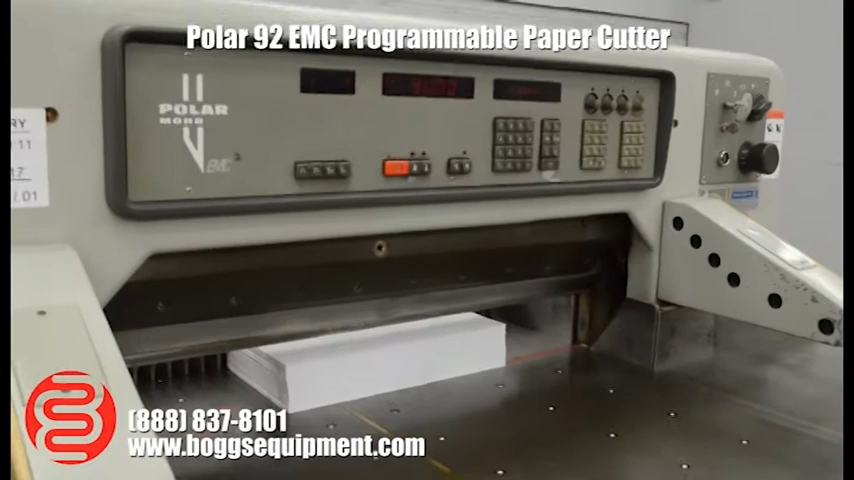 Polar 92 EMC Programmable Paper Cutter
POLAR
MOHR
EMC
(888) 837-8101
www.boggsequipment.com